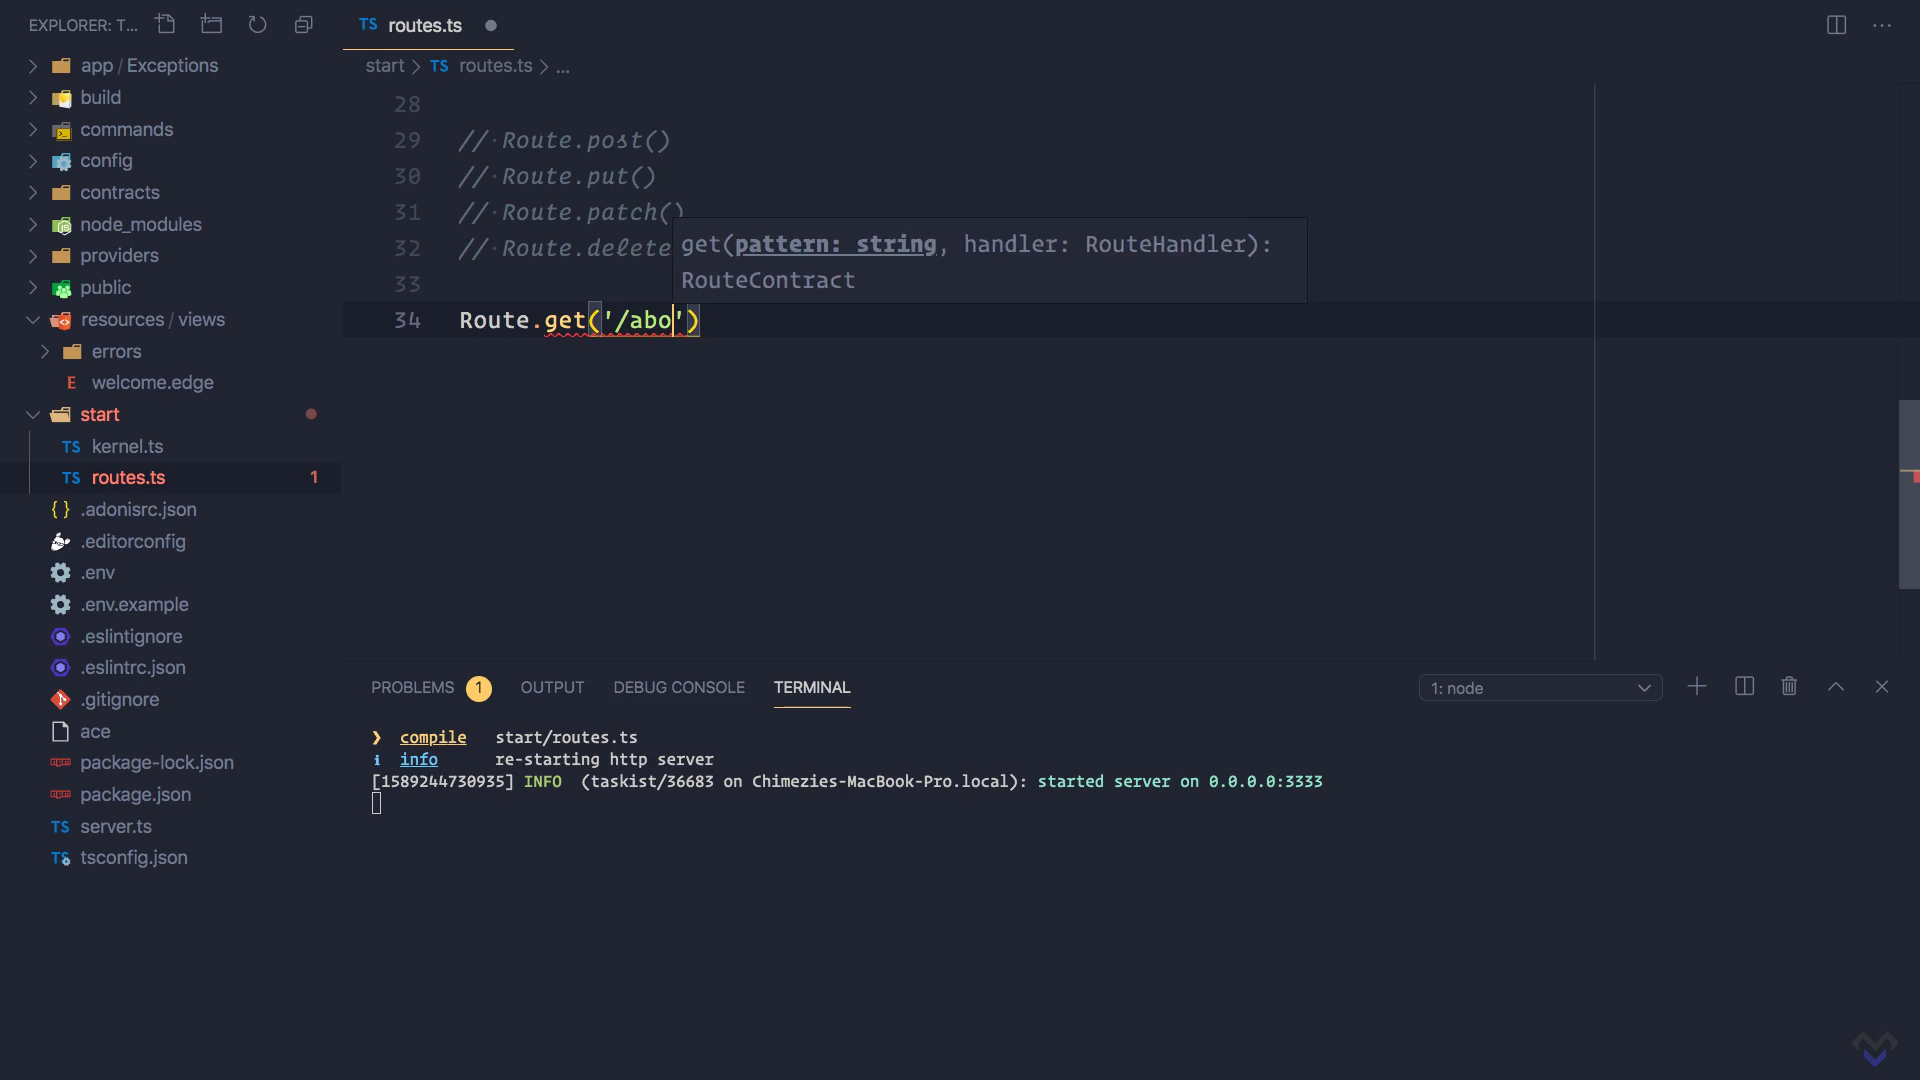 EXPLORER: T...
app / Exceptions
build
commands
config
contracts
node_modules
providers
public
resources / views
errors
E welcome.edge
start
TS kernel.ts
TS routes.ts 1
{ } .adonisrc.json
.editorconfig
.env
.env.example
.eslintignore
.eslintrc.json
.gitignore
ace
package-lock.json
package.json
TS server.ts
TS tsconfig.json
TS routes.ts
start > TS routes.ts > ...
28
29 // Route.post()
30 // Route.put()
31 // Route.patch()
32 // Route.delete
get(pattern: string, handler: RouteHandler):
RouteContract
33
34 Route.get('/abo')
PROBLEMS 1 OUTPUT DEBUG CONSOLE TERMINAL 1: node
❯ compile start/routes.ts
ℹ info re-starting http server
[1589244730935] INFO (taskist/36683 on Chimezies-MacBook-Pro.local): started server on 0.0.0.0:3333